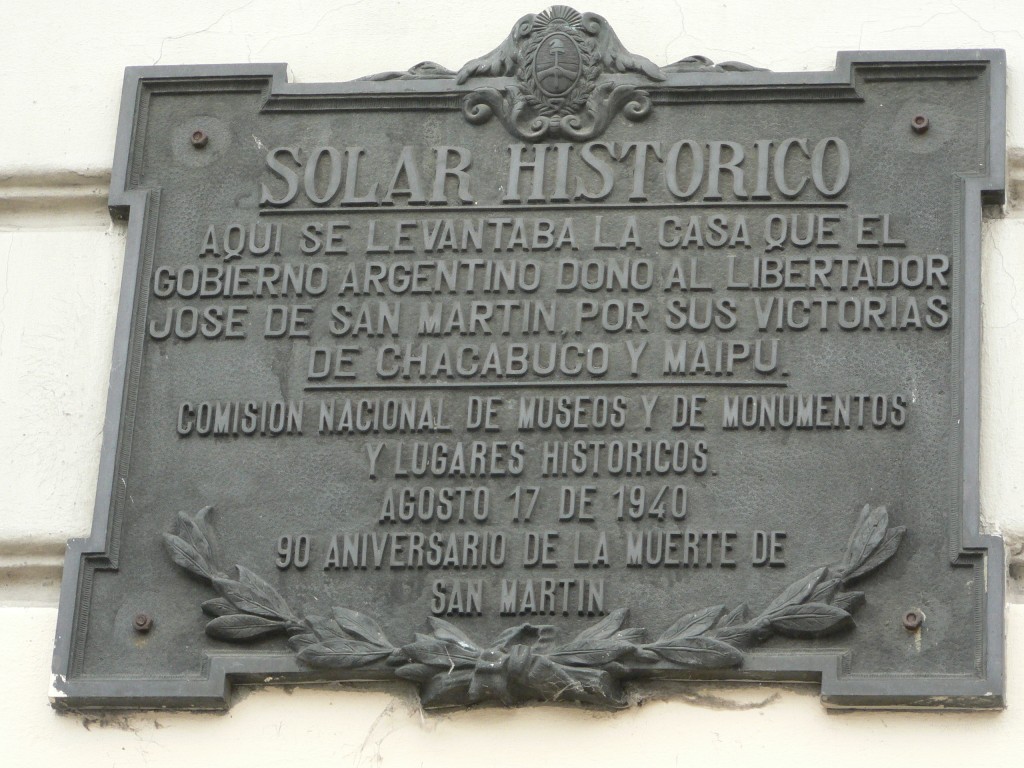 SOLAR HISTORICO
AQUI SE LEVANTABA LA CASA QUE EL
GOBIERNO ARGENTINO DONO AL LIBERTADOR
JOSE DE SAN MARTIN, POR SUS VICTORIAS
DE CHACABUCO Y MAIPU.
COMISION NACIONAL DE MUSEOS Y DE MONUMENTOS
Y LUGARES HISTORICOS.
AGOSTO 17 DE 1940
90 ANIVERSARIO DE LA MUERTE DE
SAN MARTIN.